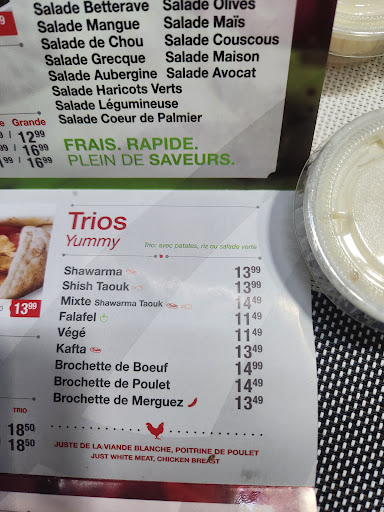 Salade Betterave Salade Olives
Salade Mangue Salade Maïs
Salade de Chou Salade Couscous
Salade Grecque Salade Maison
Salade Aubergine Salade Avocat
Salade Haricots Verts
Salade Légumineuse
Salade Coeur de Palmier
Grande
/ 12.99
/ 16.99
/ 16.99
FRAIS. RAPIDE.
PLEIN DE SAVEURS.
Trios
Yummy
Trio: avec patates, riz ou salade verte
Shawarma 13.99
Shish Taouk 13.99
Mixte Shawarma Taouk 14.49
Falafel 11.49
Végé 11.49
Kafta 13.49
Brochette de Boeuf 14.99
Brochette de Poulet 14.49
Brochette de Merguez 13.49
13.99
TRIO
18.50
18.50
JUSTE DE LA VIANDE BLANCHE, POITRINE DE POULET
JUST WHITE MEAT, CHICKEN BREAST